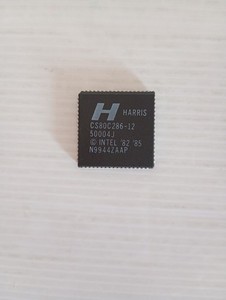 HARRIS
CS80C286-12
50004J
© INTEL '82 '85
N9944ZAAP